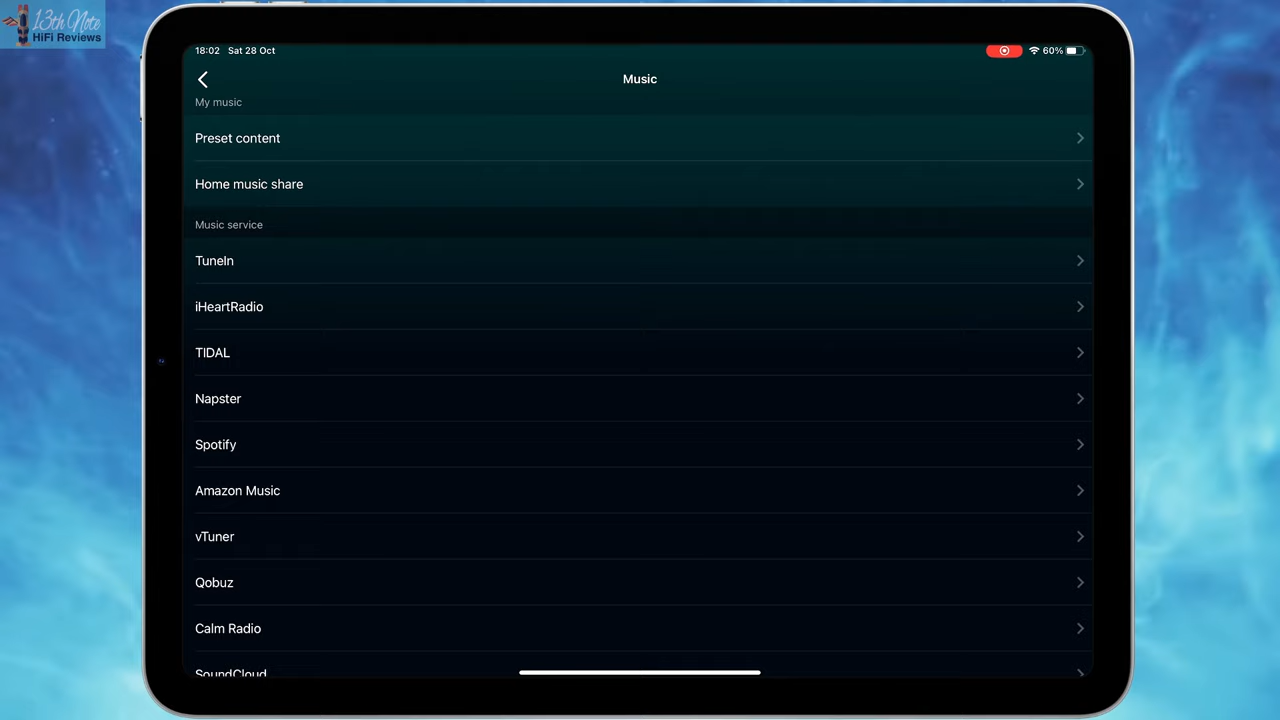 13th Note
HiFi Reviews
18:02 Sat 28 Oct
60%
Music
My music
Preset content
Home music share
Music service
TuneIn
iHeartRadio
TIDAL
Napster
Spotify
Amazon Music
vTuner
Qobuz
Calm Radio
SoundCloud